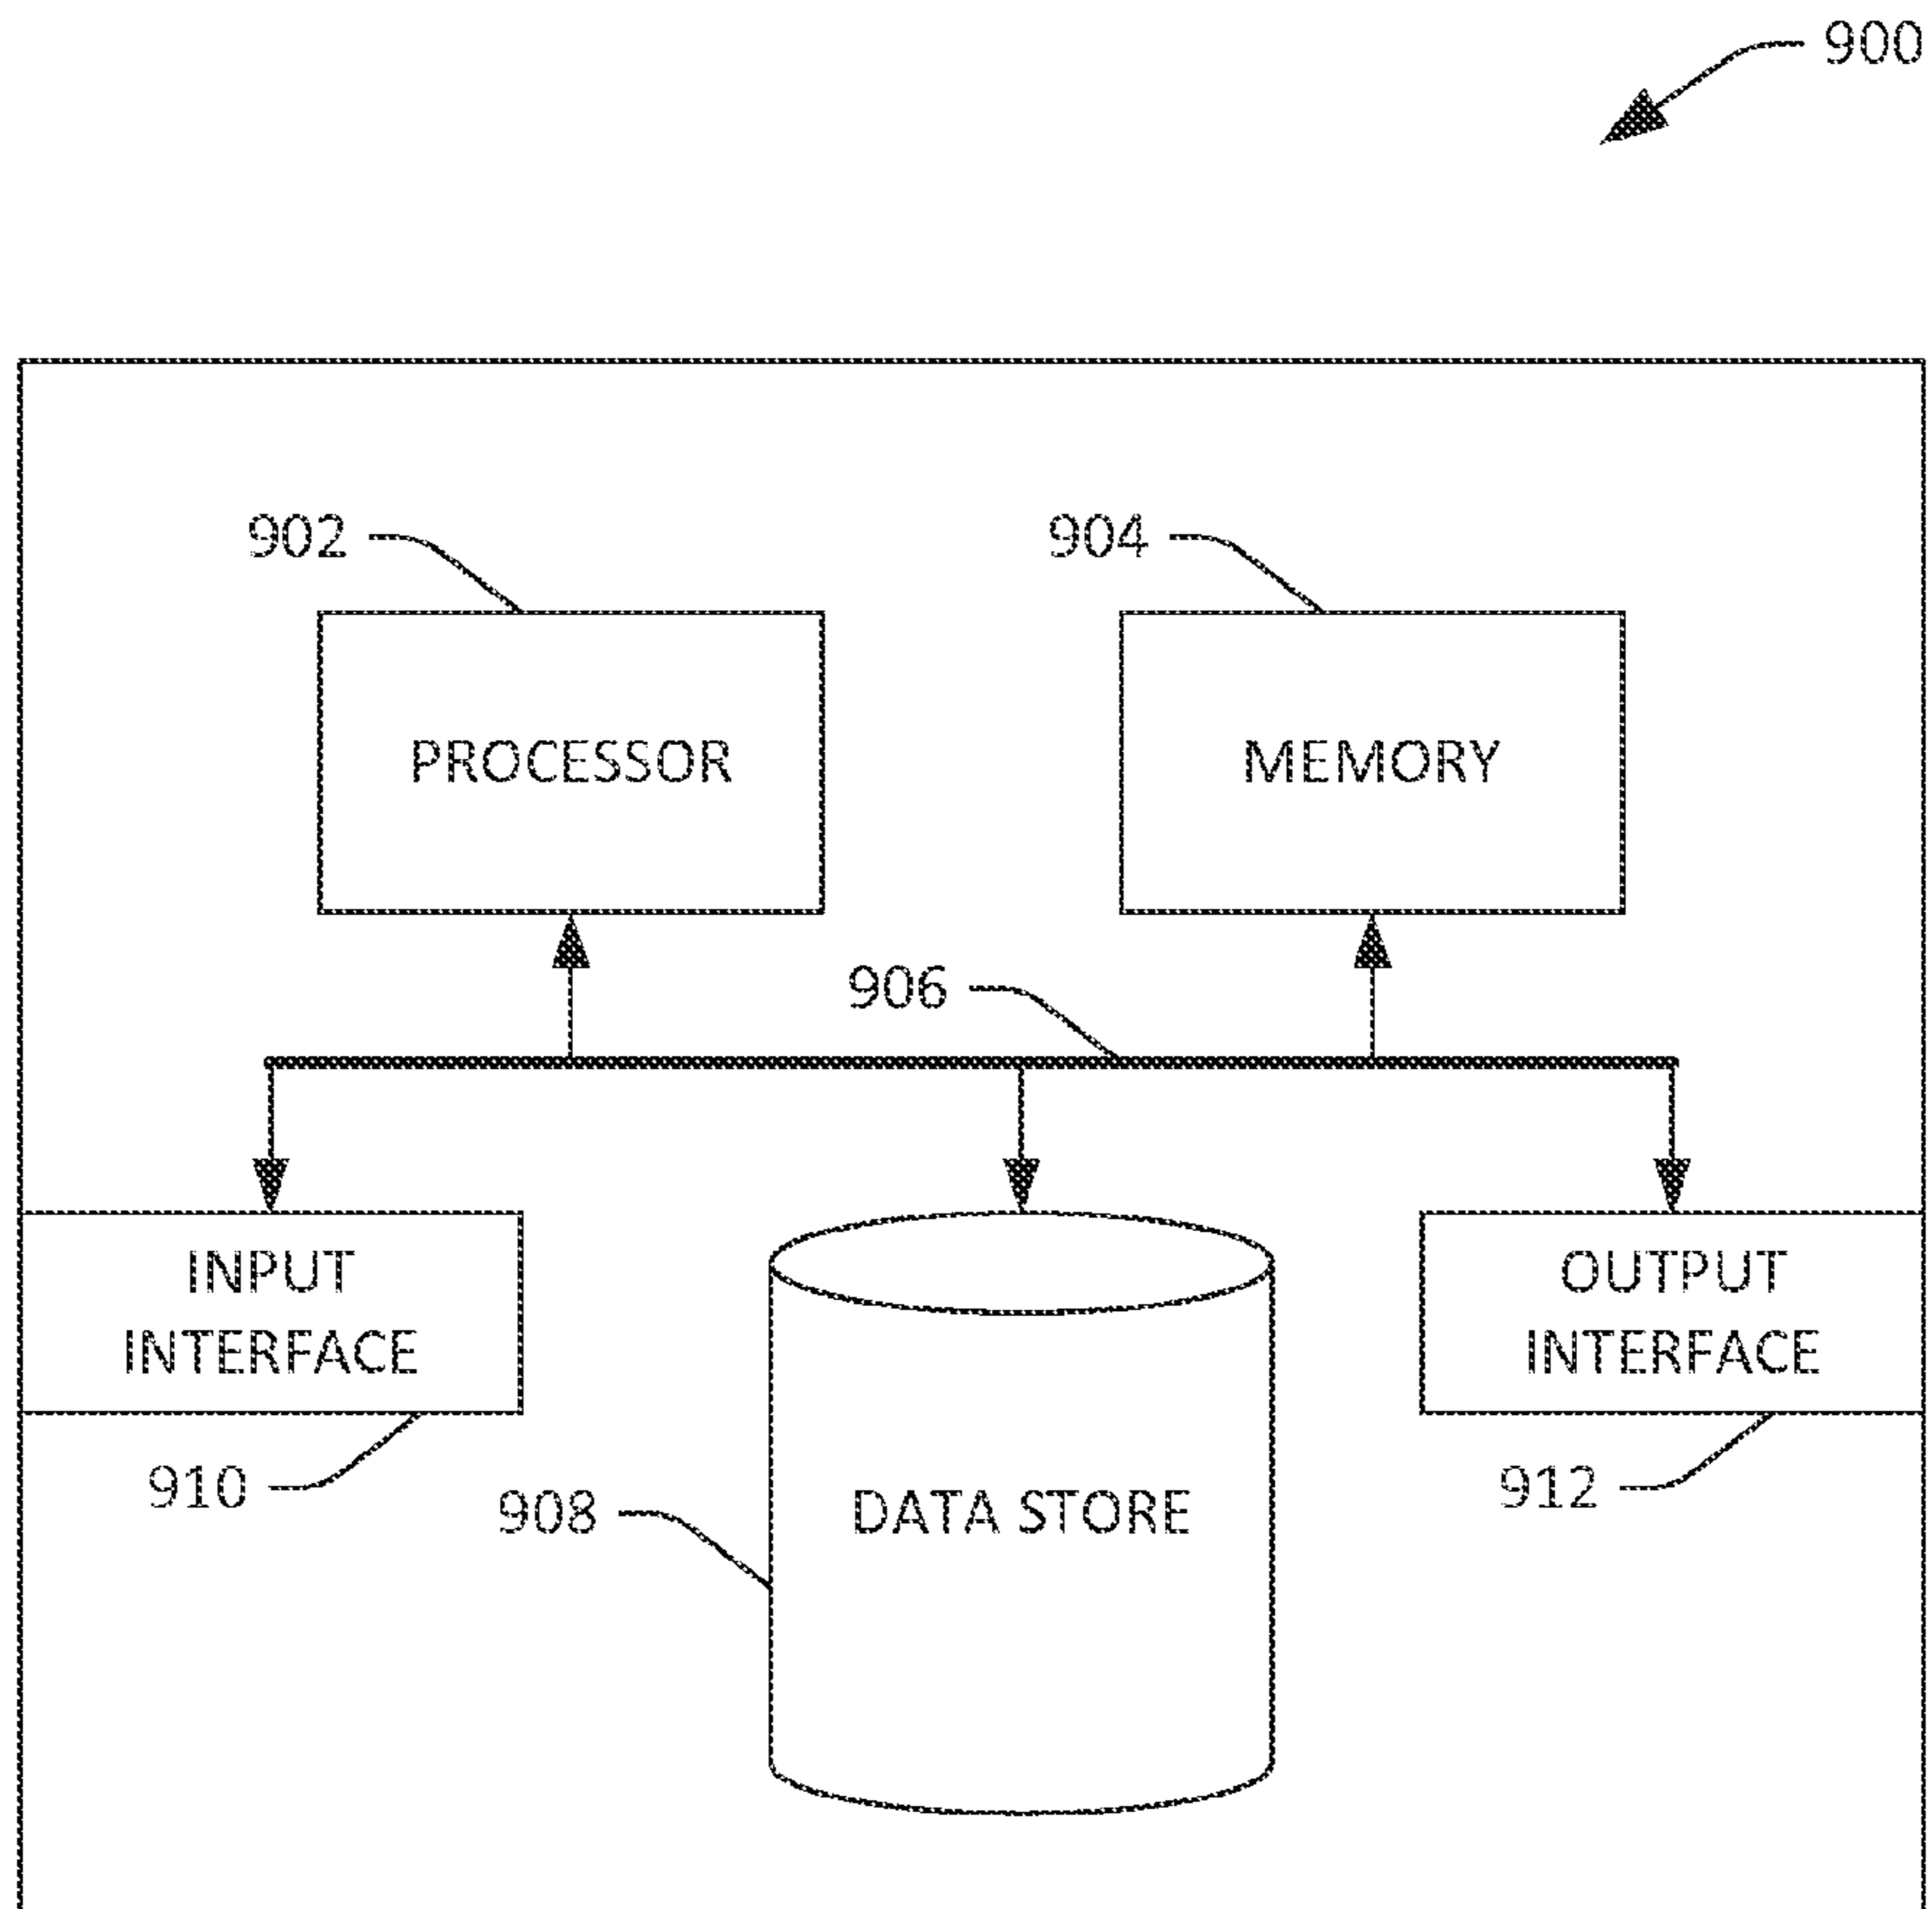 900
902
904
PROCESSOR
MEMORY
906
INPUT
INTERFACE
OUTPUT
INTERFACE
910
908
DATA STORE
912